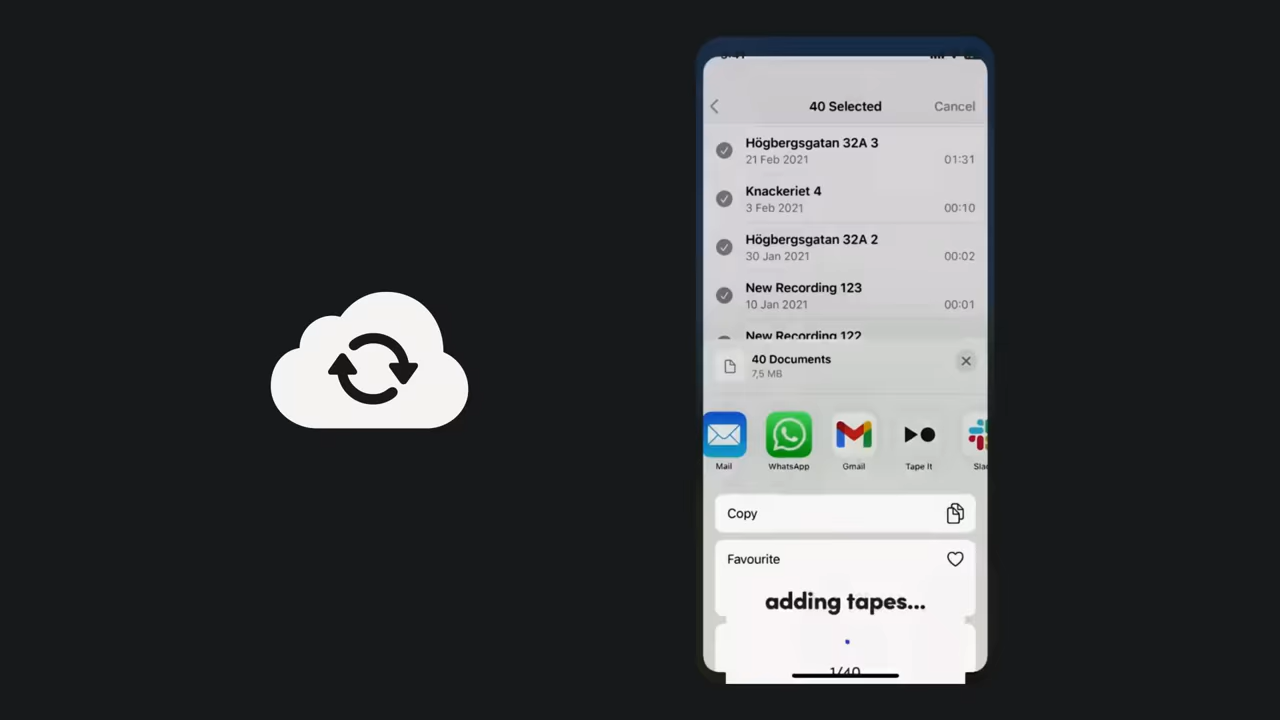 40 Selected
Cancel
Högbergsgatan 32A 3
21 Feb 2021
01:31
Knackeriet 4
3 Feb 2021
00:10
Högbergsgatan 32A 2
30 Jan 2021
00:02
New Recording 123
10 Jan 2021
00:01
New Recording 122
40 Documents
7,5 MB
Mail
WhatsApp
Gmail
Tape It
Copy
Favourite
adding tapes...
1/40